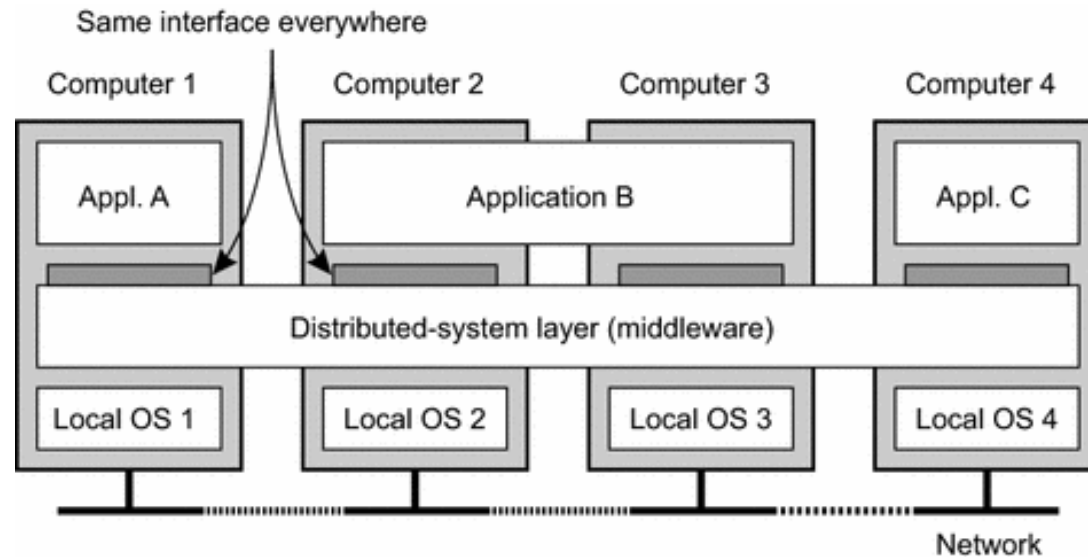 Same interface everywhere
Computer 1
Computer 2
Computer 3
Computer 4
Appl. A
Application B
Appl. C
Distributed-system layer (middleware)
Local OS 1
Local OS 2
Local OS 3
Local OS 4
Network